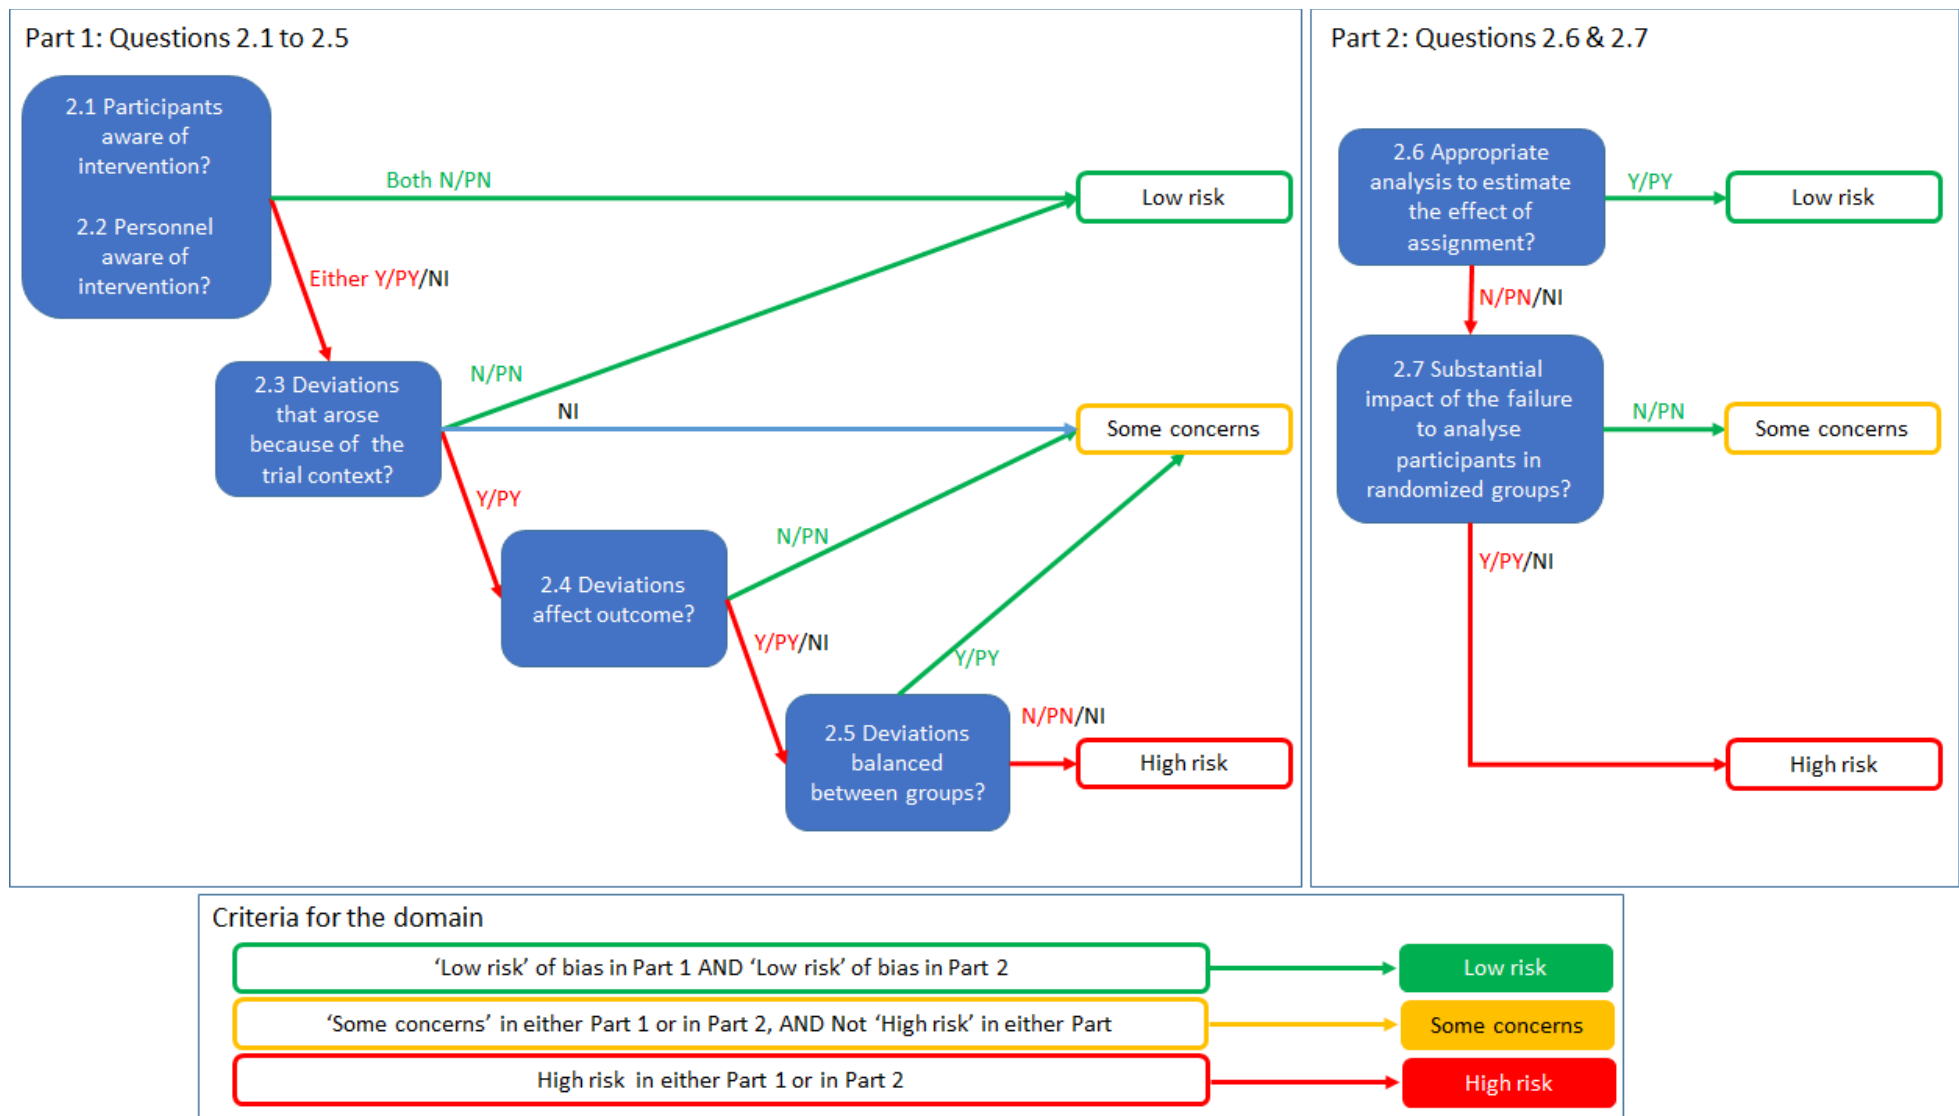 Part 1: Questions 2.1 to 2.5
2.1 Participants
aware of
intervention?
2.2 Personnel
aware of
intervention?
Both N/PN
Low risk
Either Y/PY/NI
2.3 Deviations
that arose
because of the
trial context?
N/PN
NI
Some concerns
Y/PY
2.4 Deviations
affect outcome?
N/PN
Y/PY/NI
Y/PY
2.5 Deviations
balanced
between groups?
N/PN/NI
High risk
Part 2: Questions 2.6 & 2.7
2.6 Appropriate
analysis to estimate
the effect of
assignment?
Y/PY
Low risk
N/PN/NI
2.7 Substantial
impact of the failure
to analyse
participants in
randomized groups?
N/PN
Some concerns
Y/PY/NI
High risk
Criteria for the domain
‘Low risk’ of bias in Part 1 AND ‘Low risk’ of bias in Part 2
Low risk
‘Some concerns’ in either Part 1 or in Part 2, AND Not ‘High risk’ in either Part
Some concerns
High risk in either Part 1 or in Part 2
High risk